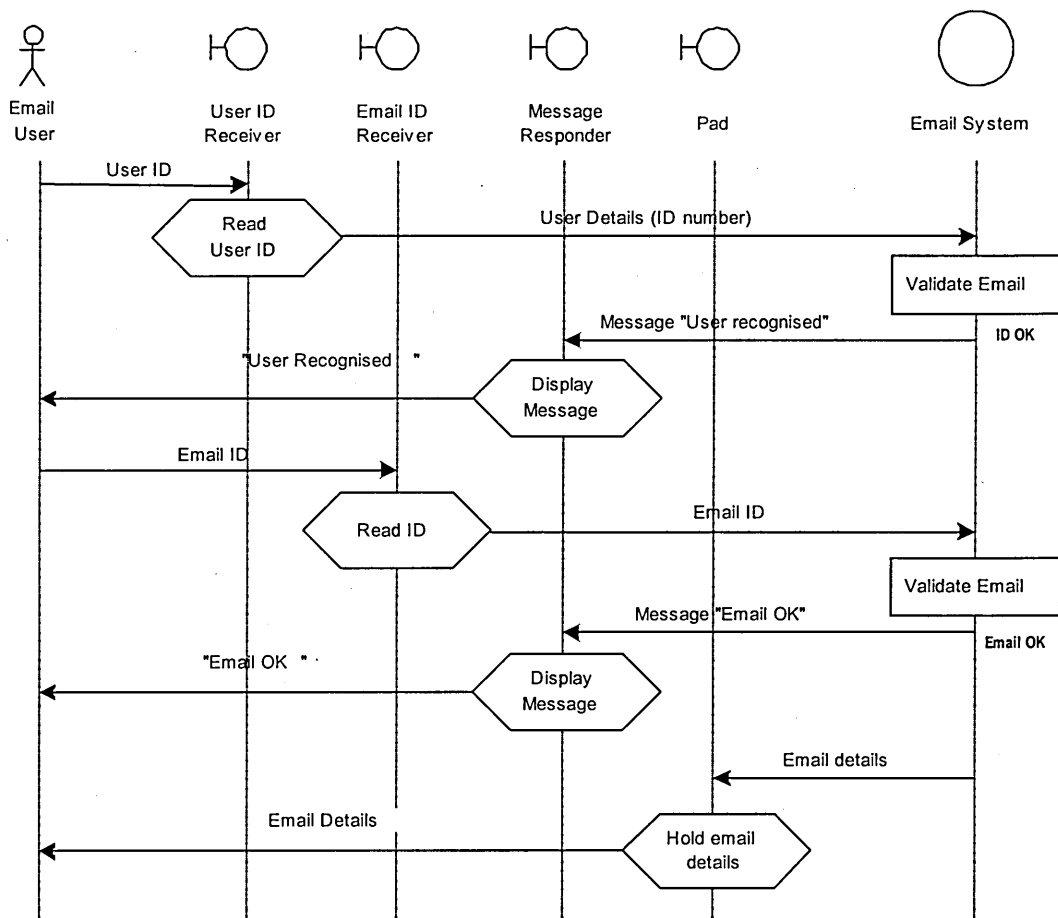 Email
User
User ID
Receiver
Email ID
Receiver
Message
Responder
Pad
Email System
User ID
Read
User ID
User Details (ID number)
Validate Email
Message "User recognised"
ID OK
"User Recognised "
Display
Message
Email ID
Read ID
Email ID
Validate Email
Message "Email OK"
Email OK
"Email OK "
Display
Message
Email details
Email Details
Hold email
details